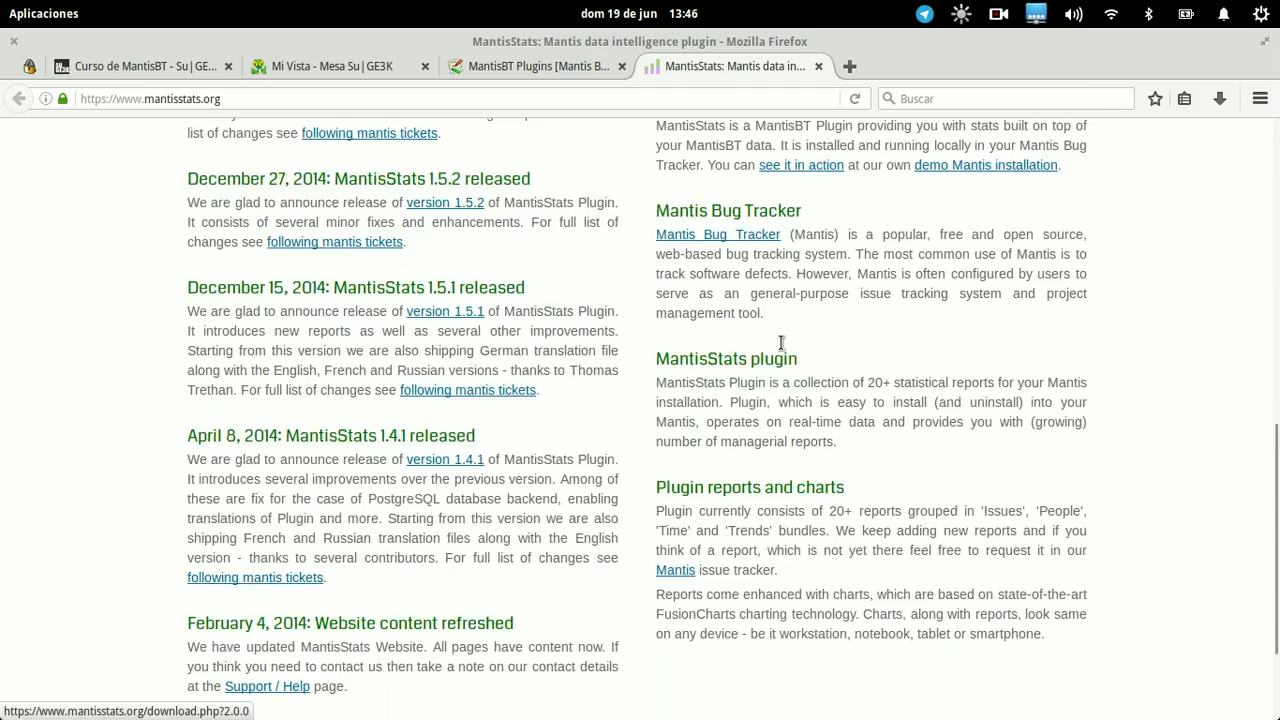 Aplicaciones
dom 19 de jun 13:46
MantisStats: Mantis data intelligence plugin - Mozilla Firefox
Curso de MantisBT - Su|GE...
Mi Vista - Mesa Su|GE3K
MantisBT Plugins [Mantis B...
MantisStats: Mantis data in...
https://www.mantisstats.org
Buscar
list of changes see following mantis tickets.
December 27, 2014: MantisStats 1.5.2 released
We are glad to announce release of version 1.5.2 of MantisStats Plugin.
It consists of several minor fixes and enhancements. For full list of
changes see following mantis tickets.
December 15, 2014: MantisStats 1.5.1 released
We are glad to announce release of version 1.5.1 of MantisStats Plugin.
It introduces new reports as well as several other improvements.
Starting from this version we are also shipping German translation file
along with the English, French and Russian versions - thanks to Thomas
Trethan. For full list of changes see following mantis tickets.
April 8, 2014: MantisStats 1.4.1 released
We are glad to announce release of version 1.4.1 of MantisStats Plugin.
It introduces several improvements over the previous version. Among
of these are fix for the case of PostgreSQL database backend, enabling
translations of Plugin and more. Starting from this version we are also
shipping French and Russian translation files along with the English
version - thanks to several contributors. For full list of changes see
following mantis tickets.
February 4, 2014: Website content refreshed
We have updated MantisStats Website. All pages have content now. If
you think you need to contact us then take a note on our contact details
at the Support / Help page.
MantisStats is a MantisBT Plugin providing you with stats built on top of
your MantisBT data. It is installed and running locally in your Mantis Bug
Tracker. You can see it in action at our own demo Mantis installation.
Mantis Bug Tracker
Mantis Bug Tracker (Mantis) is a popular, free and open source,
web-based bug tracking system. The most common use of Mantis is to
track software defects. However, Mantis is often configured by users to
serve as an general-purpose issue tracking system and project
management tool.
MantisStats plugin
MantisStats Plugin is a collection of 20+ statistical reports for your Mantis
installation. Plugin, which is easy to install (and uninstall) into your
Mantis, operates on real-time data and provides you with (growing)
number of managerial reports.
Plugin reports and charts
Plugin currently consists of 20+ reports grouped in 'Issues', 'People',
'Time' and 'Trends' bundles. We keep adding new reports and if you
think of a report, which is not yet there feel free to request it in our
Mantis issue tracker.
Reports come enhanced with charts, which are based on state-of-the-art
FusionCharts charting technology. Charts, along with reports, look same
on any device - be it workstation, notebook, tablet or smartphone.
https://www.mantisstats.org/download.php?2.0.0